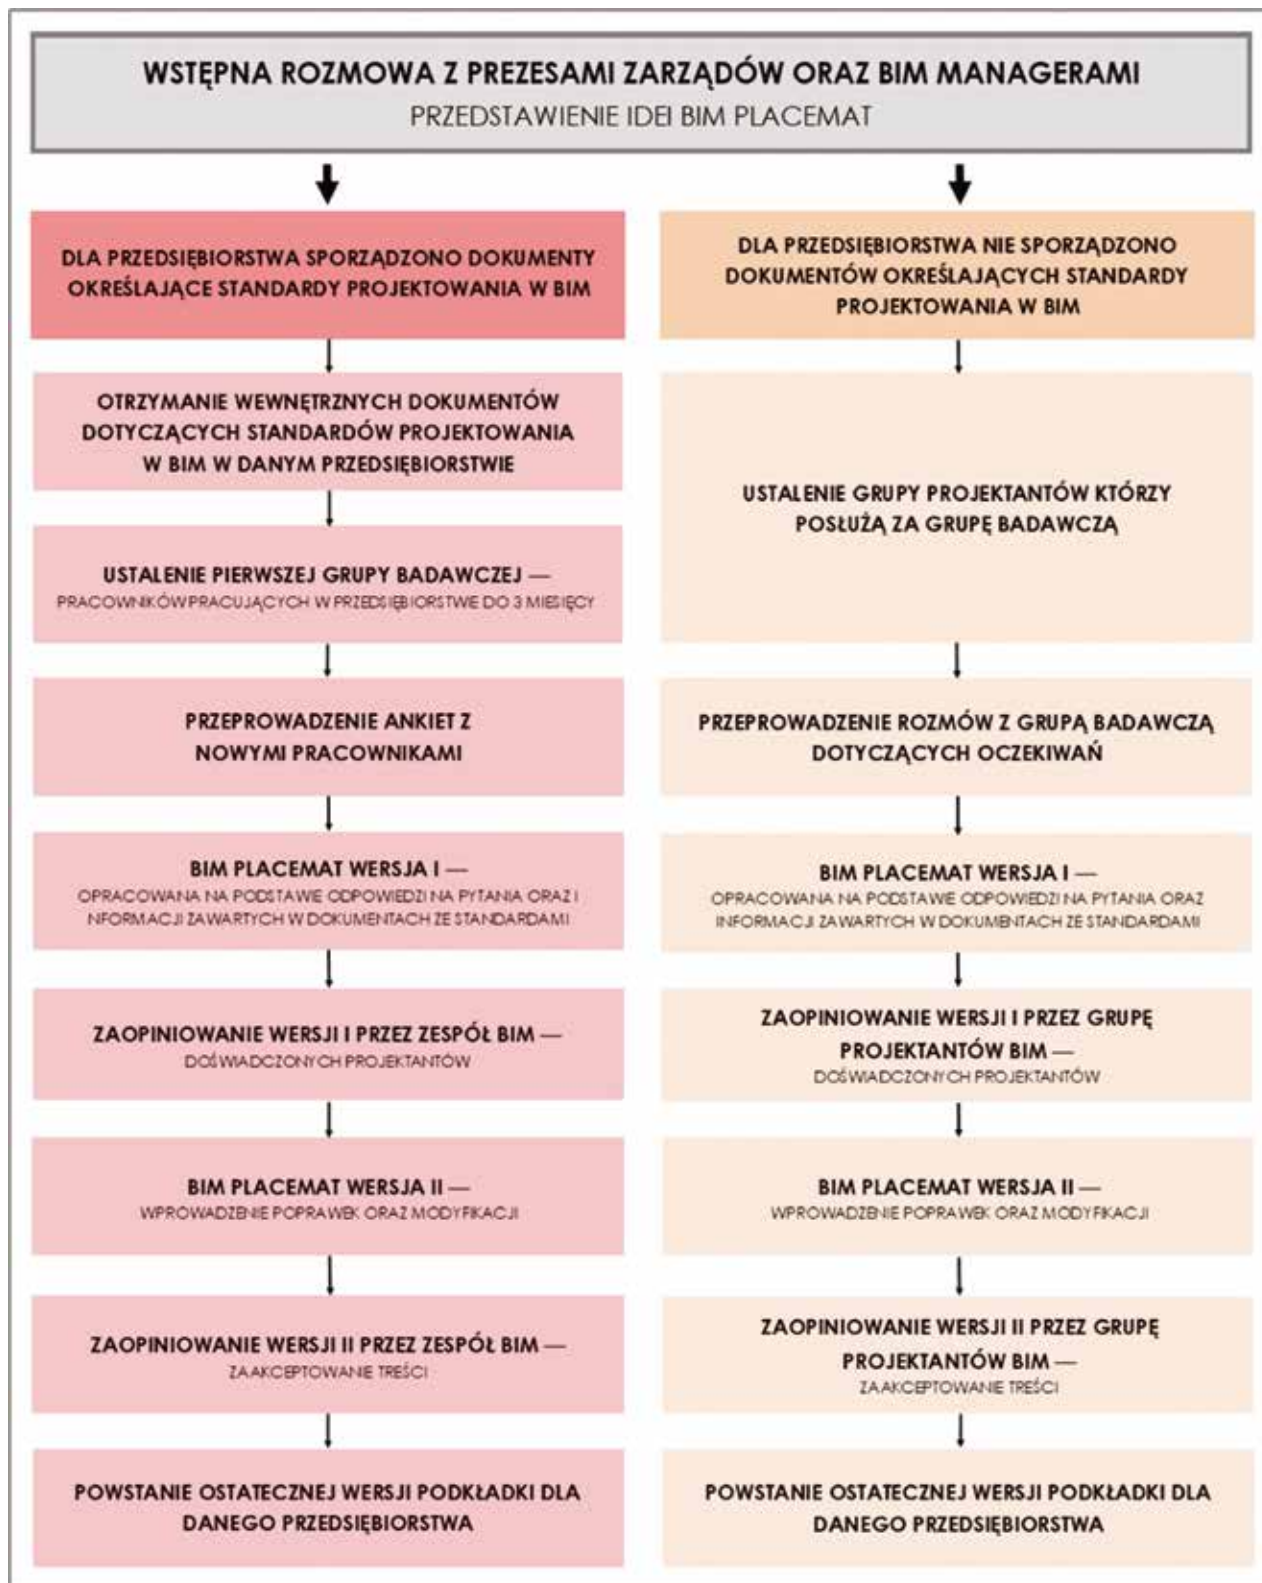 WSTĘPNA ROZMOWA Z PREZESAMI ZARZĄDÓW ORAZ BIM MANAGERAMI
PRZEDSTAWIENIE IDEI BIM PLACEMAT
DLA PRZEDSIĘBIORSTWA SPORZĄDZONO DOKUMENTY
OKREŚLAJĄCE STANDARDY PROJEKTOWANIA W BIM
OTRZYMANIE WEWNĘTRZNYCH DOKUMENTÓW
DOTYCZĄCYCH STANDARDÓW PROJEKTOWANIA
W BIM W DANYM PRZEDSIĘBIORSTWIE
USTALENIE PIERWSZEJ GRUPY BADAWCZEJ —
PRACOWNIKÓW PRACUJĄCYCH W PRZEDSIĘBIORSTWIE DO 3 MIESIĘCY
PRZEPROWADZENIE ANKIET Z
NOWYMI PRACOWNIKAMI
BIM PLACEMAT WERSJA I —
OPRACOWANA NA PODSTAWIE ODPOWIEDZI NA PYTANIA ORAZ I
NFORMACJI ZAWARTYCH W DOKUMENTACH ZE STANDARDAMI
ZAOPINIOWANIE WERSJI I PRZEZ ZESPÓŁ BIM —
DOŚWIADCZONYCH PROJEKTANTÓW
BIM PLACEMAT WERSJA II —
WPROWADZENIE POPRAWEK ORAZ MODYFIKACJI
ZAOPINIOWANIE WERSJI II PRZEZ ZESPÓŁ BIM —
ZAAKCEPTOWANIE TREŚCI
POWSTANIE OSTATECZNEJ WERSJI PODKŁADKI DLA
DANEGO PRZEDSIĘBIORSTWA
DLA PRZEDSIĘBIORSTWA NIE SPORZĄDZONO
DOKUMENTÓW OKREŚLAJĄCYCH STANDARDY
PROJEKTOWANIA W BIM
USTALENIE GRUPY PROJEKTANTÓW KTÓRZY
POSŁUŻĄ ZA GRUPĘ BADAWCZĄ
PRZEPROWADZENIE ROZMÓW Z GRUPĄ BADAWCZĄ
DOTYCZĄCYCH OCZEKIWAŃ
BIM PLACEMAT WERSJA I —
OPRACOWANA NA PODSTAWIE ODPOWIEDZI NA PYTANIA ORAZ
INFORMACJI ZAWARTYCH W DOKUMENTACH ZE STANDARDAMI
ZAOPINIOWANIE WERSJI I PRZEZ GRUPĘ
PROJEKTANTÓW BIM —
DOŚWIADCZONYCH PROJEKTANTÓW
BIM PLACEMAT WERSJA II —
WPROWADZENIE POPRAWEK ORAZ MODYFIKACJI
ZAOPINIOWANIE WERSJI II PRZEZ GRUPĘ
PROJEKTANTÓW BIM —
ZAAKCEPTOWANIE TREŚCI
POWSTANIE OSTATECZNEJ WERSJI PODKŁADKI DLA
DANEGO PRZEDSIĘBIORSTWA